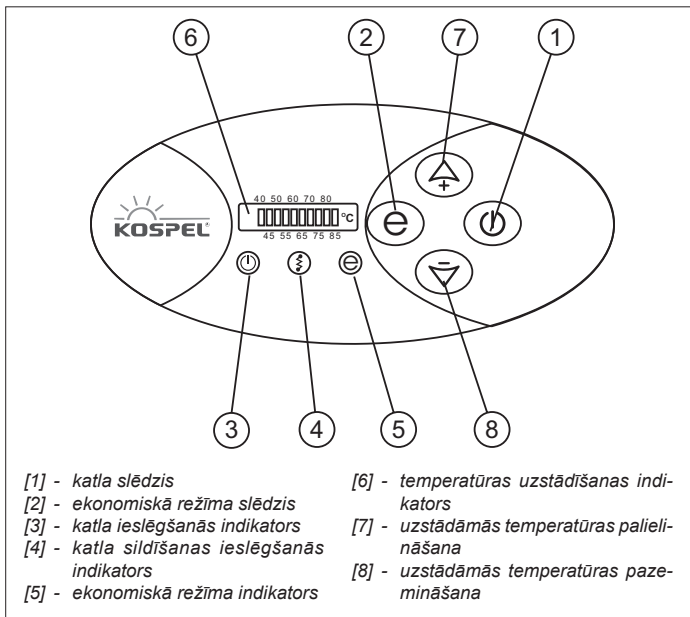 6
2
7
1
40 50 60 70 80
°C
45 55 65 75 85
KOSPEL®
+
e
−
e
3
4
5
8
[1] - katla slēdzis
[2] - ekonomiskā režīma slēdzis
[3] - katla ieslēgšanās indikators
[4] - katla sildīšanas ieslēgšanās
indikators
[5] - ekonomiskā režīma indikators
[6] - temperatūras uzstādīšanas indi-
kators
[7] - uzstādāmās temperatūras palieli-
nāšana
[8] - uzstādāmās temperatūras paze-
mināšana